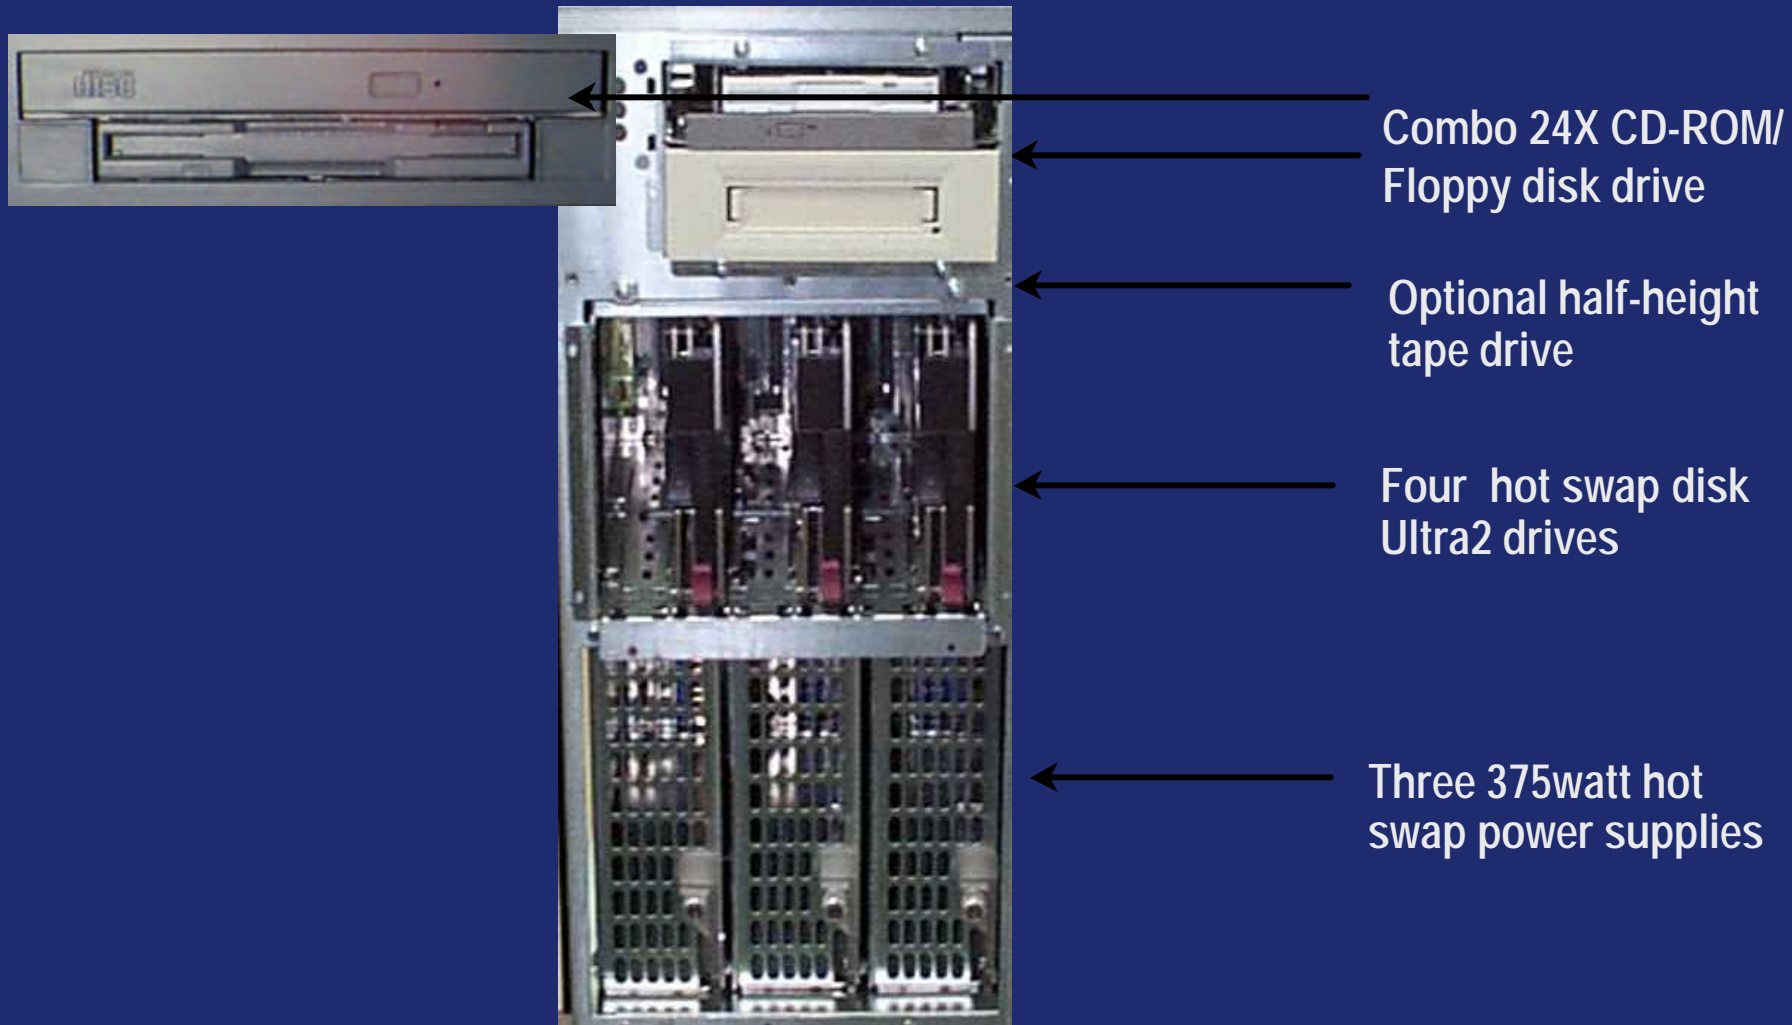 disc
Combo 24X CD-ROM/
Floppy disk drive
Optional half-height
tape drive
Four  hot swap disk
Ultra2 drives
Three 375watt hot
swap power supplies